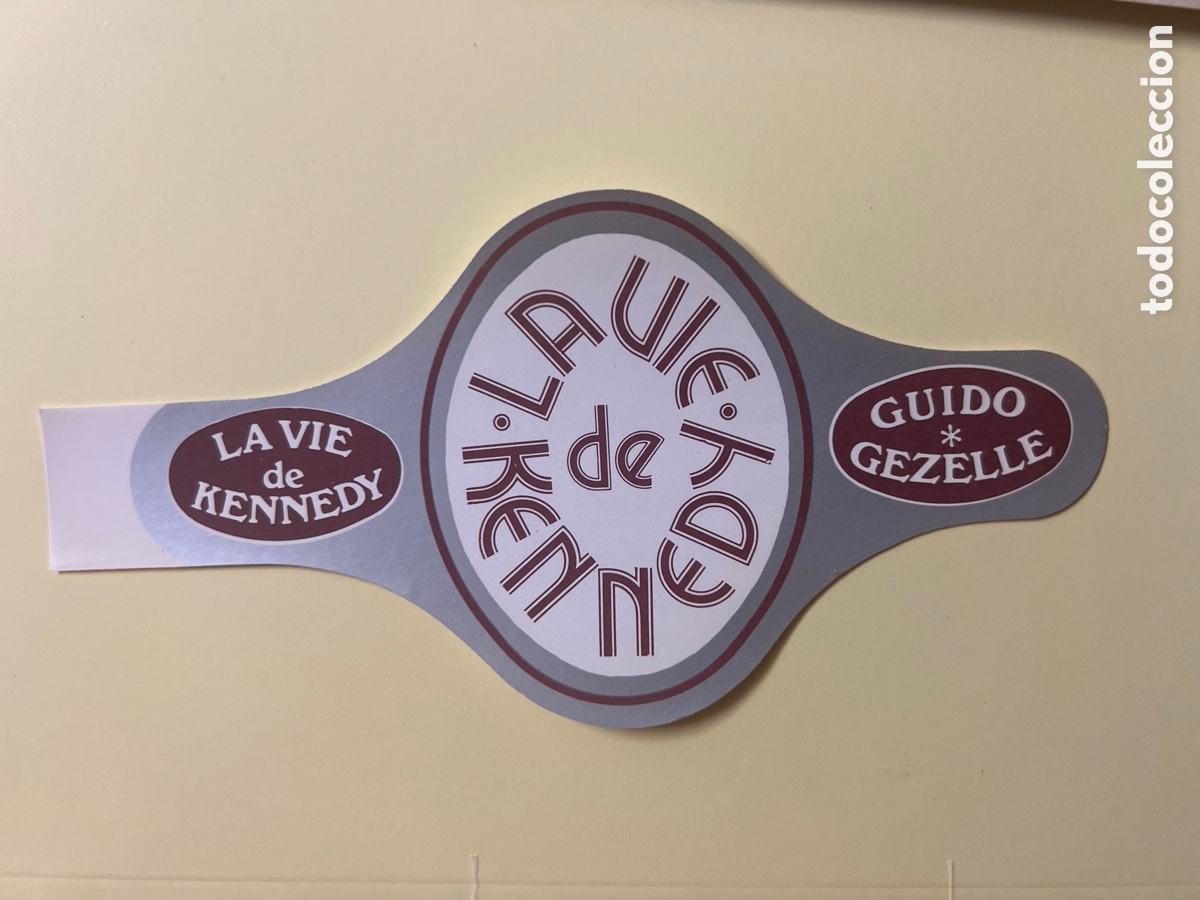 LA VIE
de
KENNEDY
LA VIE
de
KENNEDY
GUIDO
*
GEZELLE
todocoleccion